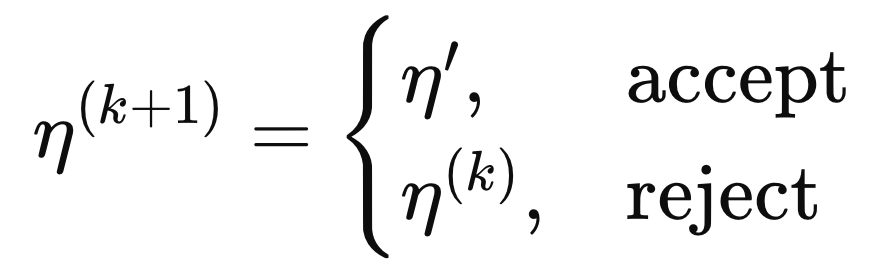 η^{(k+1)} = { η′, accept
η^{(k)}, reject